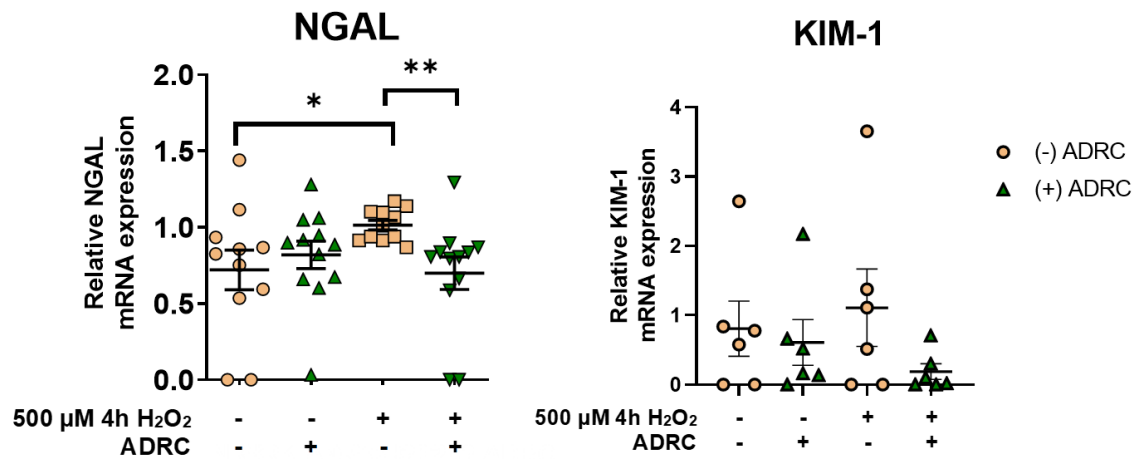 NGAL
Relative NGAL
mRNA expression
2.0
1.5
1.0
0.5
0.0
*
**
500 µM 4h H₂O₂ - - + +
ADRC - + - +
KIM-1
Relative KIM-1
mRNA expression
4
3
2
1
0
500 µM 4h H₂O₂ - - + +
ADRC - + - +
(-) ADRC
(+) ADRC